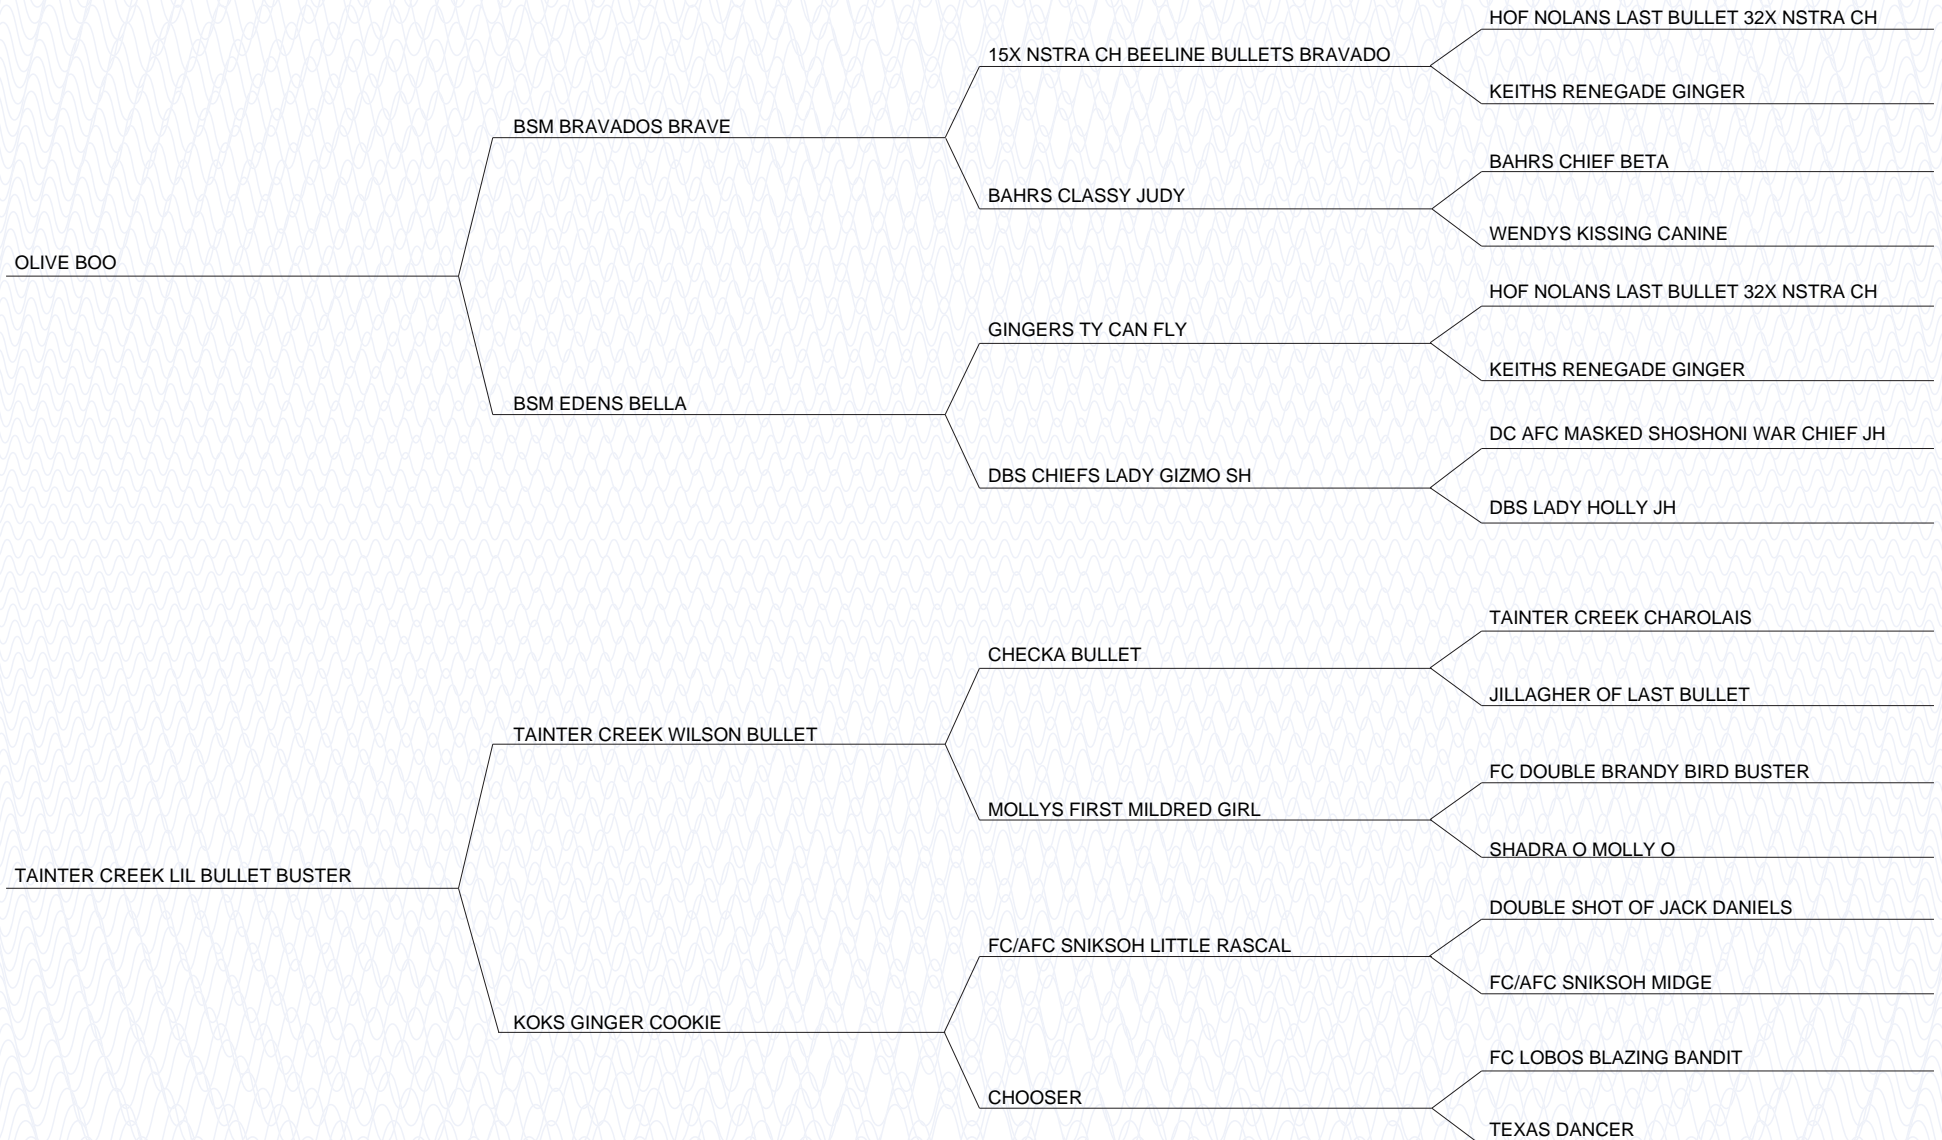 HOF NOLANS LAST BULLET 32X NSTRA CH
15X NSTRA CH BEELINE BULLETS BRAVADO
KEITHS RENEGADE GINGER
BSM BRAVADOS BRAVE
BAHRS CHIEF BETA
BAHRS CLASSY JUDY
WENDYS KISSING CANINE
OLIVE BOO
HOF NOLANS LAST BULLET 32X NSTRA CH
GINGERS TY CAN FLY
KEITHS RENEGADE GINGER
BSM EDENS BELLA
DC AFC MASKED SHOSHONI WAR CHIEF JH
DBS CHIEFS LADY GIZMO SH
DBS LADY HOLLY JH
TAINTER CREEK CHAROLAIS
CHECKA BULLET
JILLAGHER OF LAST BULLET
TAINTER CREEK WILSON BULLET
FC DOUBLE BRANDY BIRD BUSTER
MOLLYS FIRST MILDRED GIRL
SHADRA O MOLLY O
TAINTER CREEK LIL BULLET BUSTER
DOUBLE SHOT OF JACK DANIELS
FC/AFC SNIKSOH LITTLE RASCAL
FC/AFC SNIKSOH MIDGE
KOKS GINGER COOKIE
FC LOBOS BLAZING BANDIT
CHOOSER
TEXAS DANCER